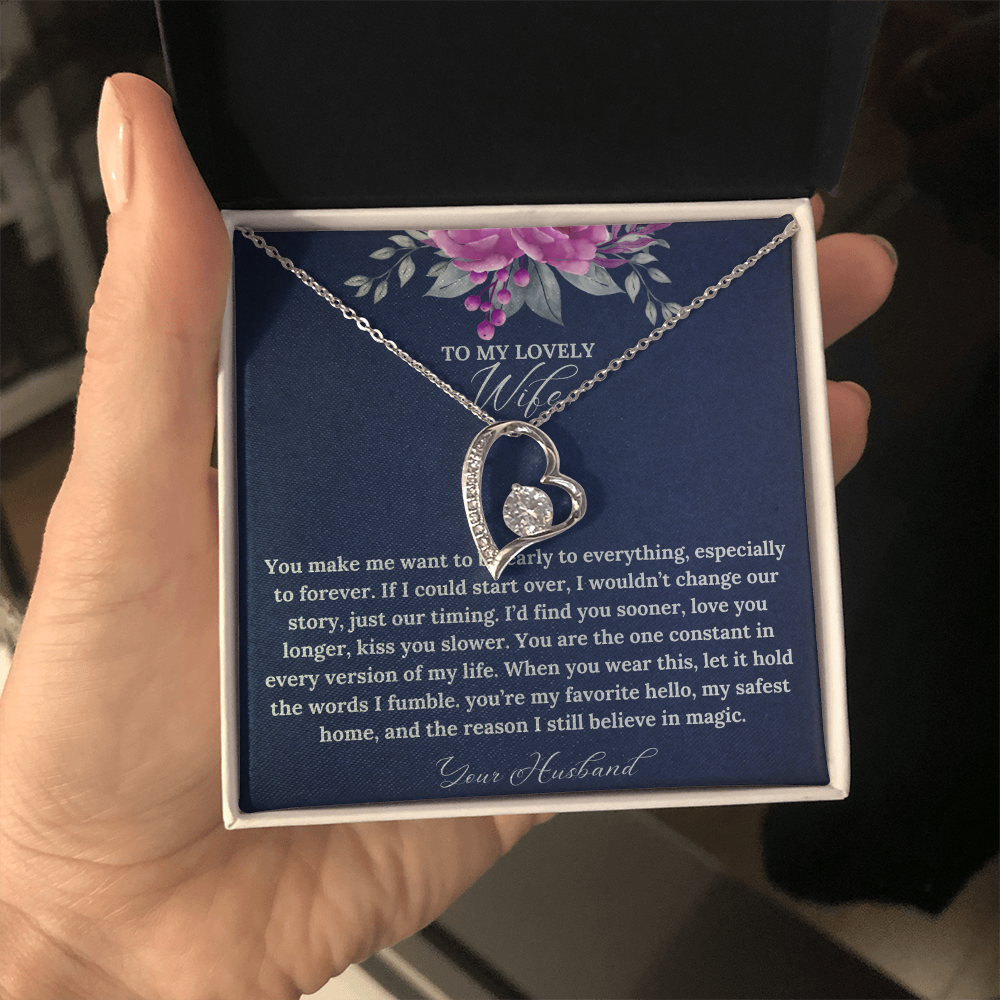 TO MY LOVELY
Wife
You make me want to early to everything, especially
to forever. If I could start over, I wouldn't change our
story, just our timing. I'd find you sooner, love you
longer, kiss you slower. You are the one constant in
every version of my life. When you wear this, let it hold
the words I fumble. you're my favorite hello, my safest
home, and the reason I still believe in magic.
Your Husband